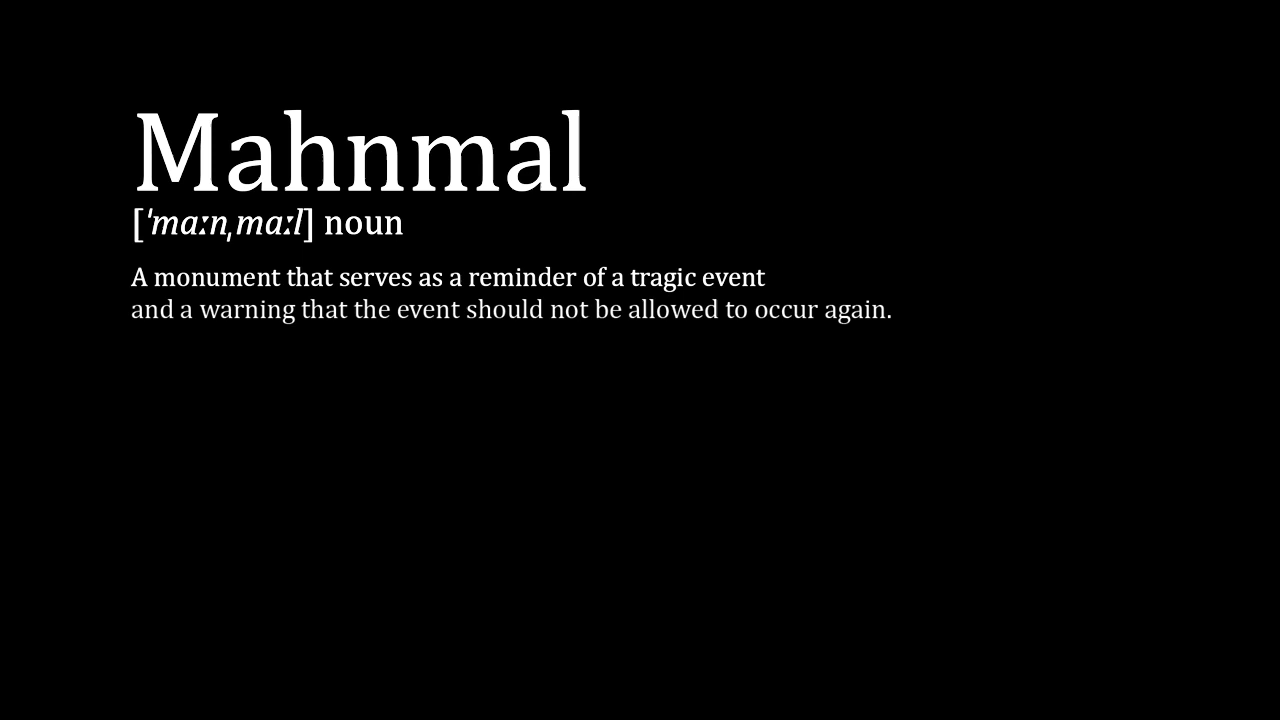 Mahnmal
[ˈmaːnˌmaːl] noun
A monument that serves as a reminder of a tragic event
and a warning that the event should not be allowed to occur again.